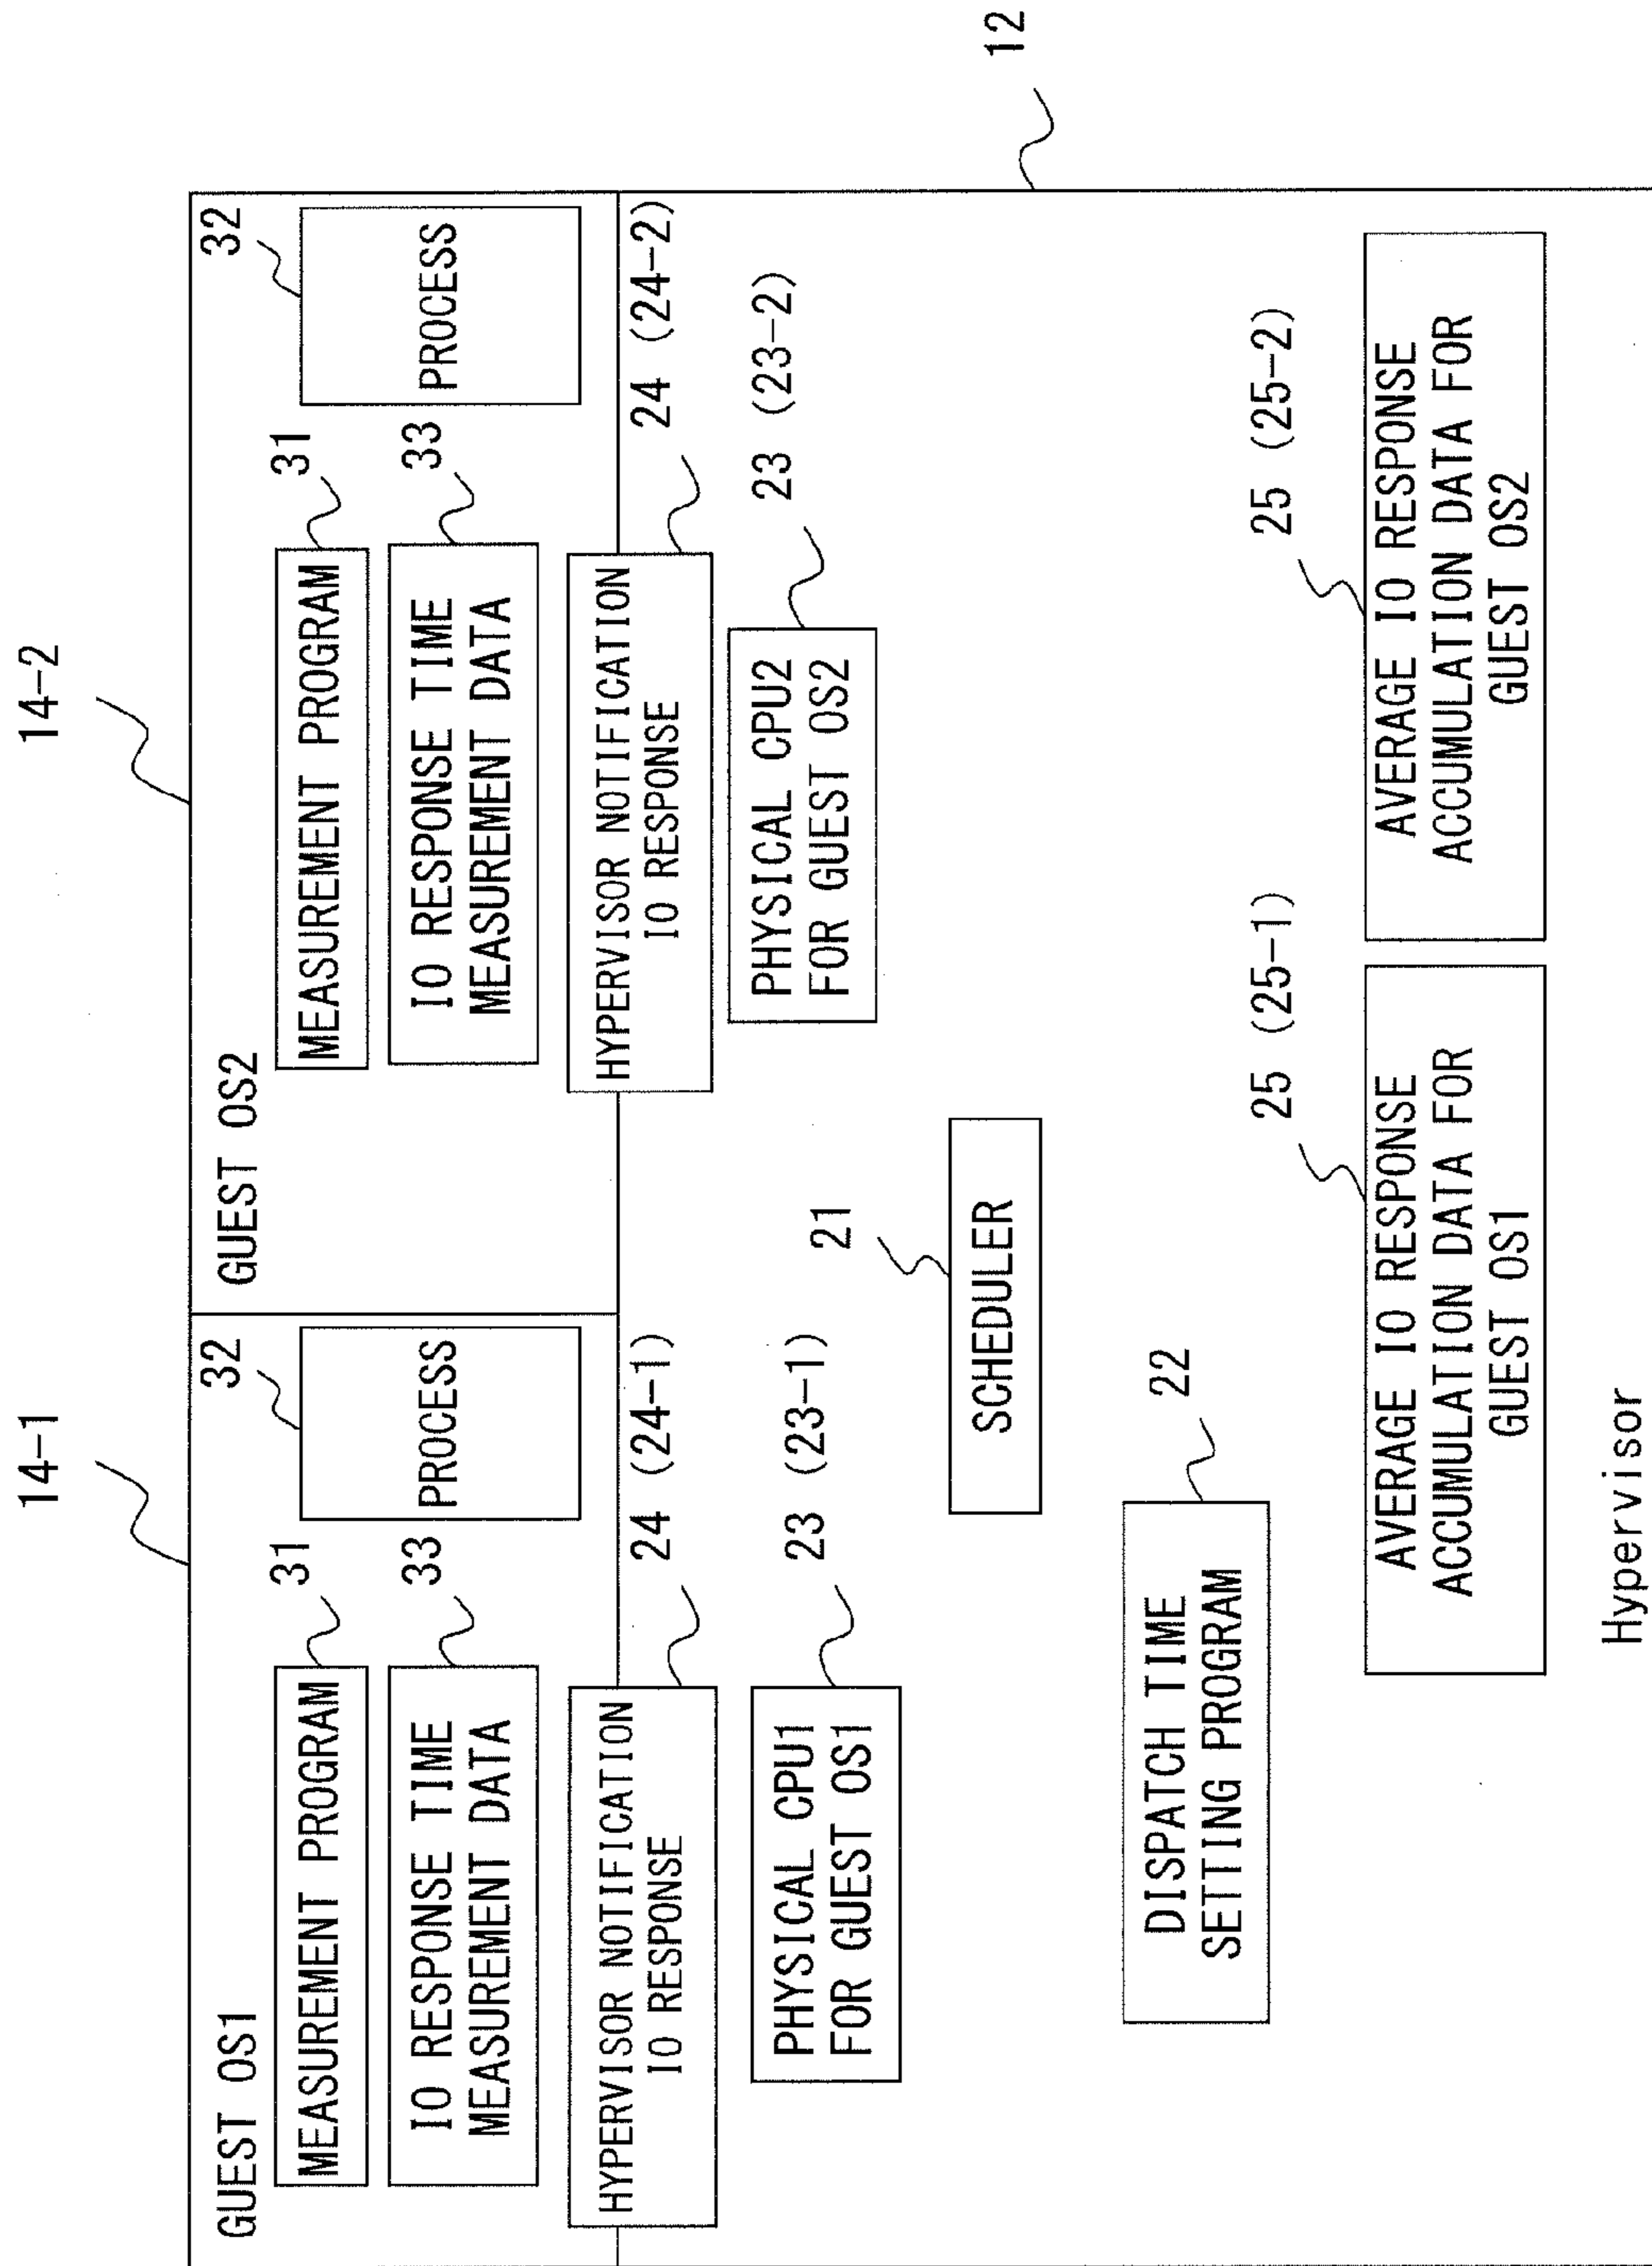 14-1
14-2
GUEST OS1
32
31
MEASUREMENT PROGRAM
33
IO RESPONSE TIME
MEASUREMENT DATA
PROCESS
24 (24-1)
HYPERVISOR NOTIFICATION
IO RESPONSE
23 (23-1)
PHYSICAL CPU1
FOR GUEST OS1
GUEST OS2
32
31
MEASUREMENT PROGRAM
33
IO RESPONSE TIME
MEASUREMENT DATA
PROCESS
24 (24-2)
HYPERVISOR NOTIFICATION
IO RESPONSE
23 (23-2)
PHYSICAL CPU2
FOR GUEST OS2
12
21
SCHEDULER
22
DISPATCH TIME
SETTING PROGRAM
25 (25-1)
AVERAGE IO RESPONSE
ACCUMULATION DATA FOR
GUEST OS1
25 (25-2)
AVERAGE IO RESPONSE
ACCUMULATION DATA FOR
GUEST OS2
Hypervisor